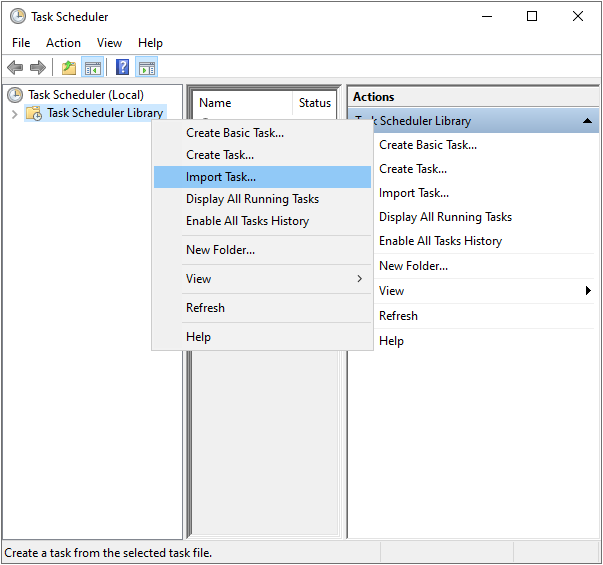 Task Scheduler
File Action View Help
Task Scheduler (Local)
Task Scheduler Library
Name Status
Create Basic Task...
Create Task...
Import Task...
Display All Running Tasks
Enable All Tasks History
New Folder...
View
Refresh
Help
Actions
Scheduler Library
Create Basic Task...
Create Task...
Import Task...
Display All Running Tasks
Enable All Tasks History
New Folder...
View
Refresh
Help
Create a task from the selected task file.